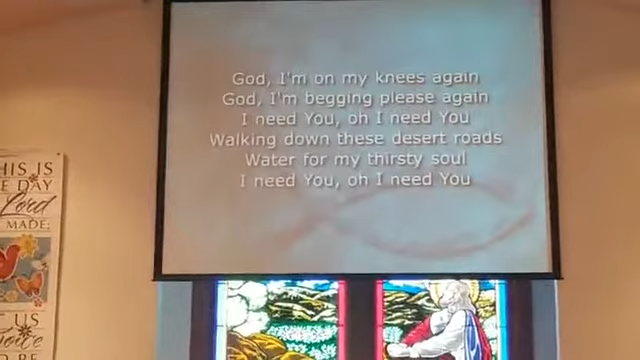 God, I'm on my knees again
God, I'm begging please again
I need You, oh I need You
Walking down these desert roads
Water for my thirsty soul
I need You, oh I need You
HIS IS
E DAY
Lord
MADE;
US
BE